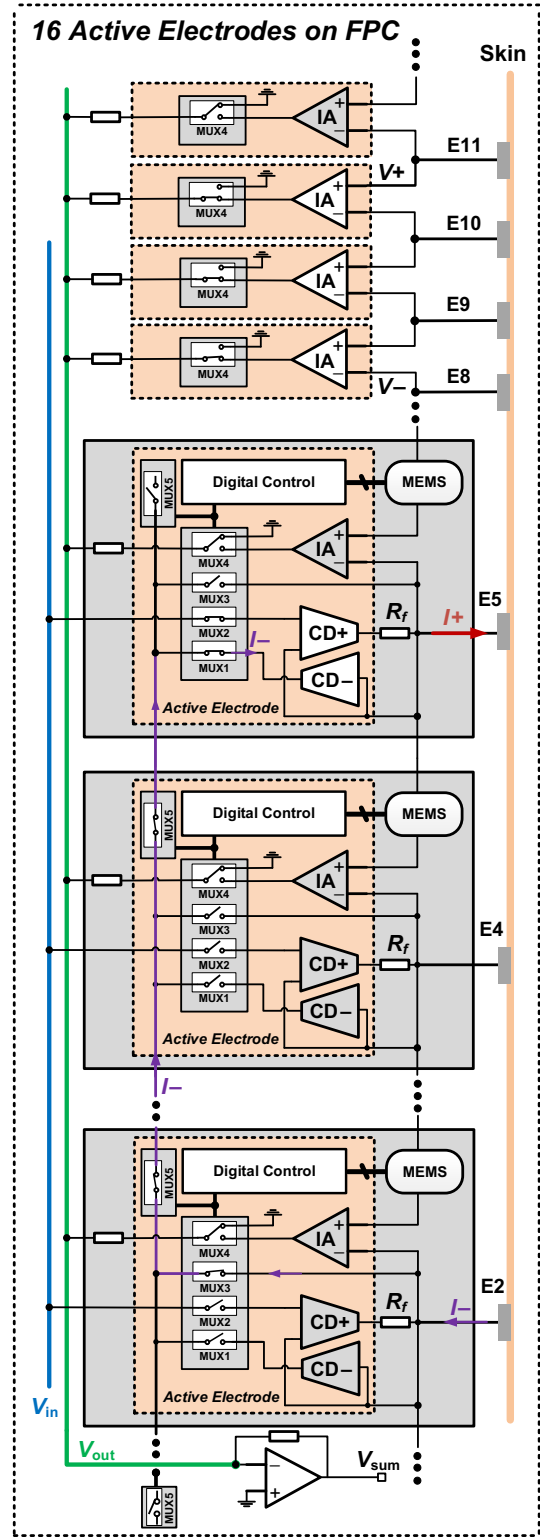 16 Active Electrodes on FPC
Skin
MUX4
IA
+
−
E11
V+
MUX4
IA
+
−
E10
MUX4
IA
+
−
E9
MUX4
IA
+
−
V−
E8
MUX5
Digital Control
MEMS
MUX4
IA
+
−
MUX3
E5
I+
MUX2
CD+
Rf
I−
MUX1
CD−
Active Electrode
MUX5
Digital Control
MEMS
MUX4
IA
+
−
MUX3
E4
MUX2
CD+
Rf
MUX1
CD−
Active Electrode
I−
MUX5
Digital Control
MEMS
MUX4
IA
+
−
MUX3
E2
I−
MUX2
CD+
Rf
MUX1
CD−
Active Electrode
Vin
Vout
−
+
Vsum
MUX5